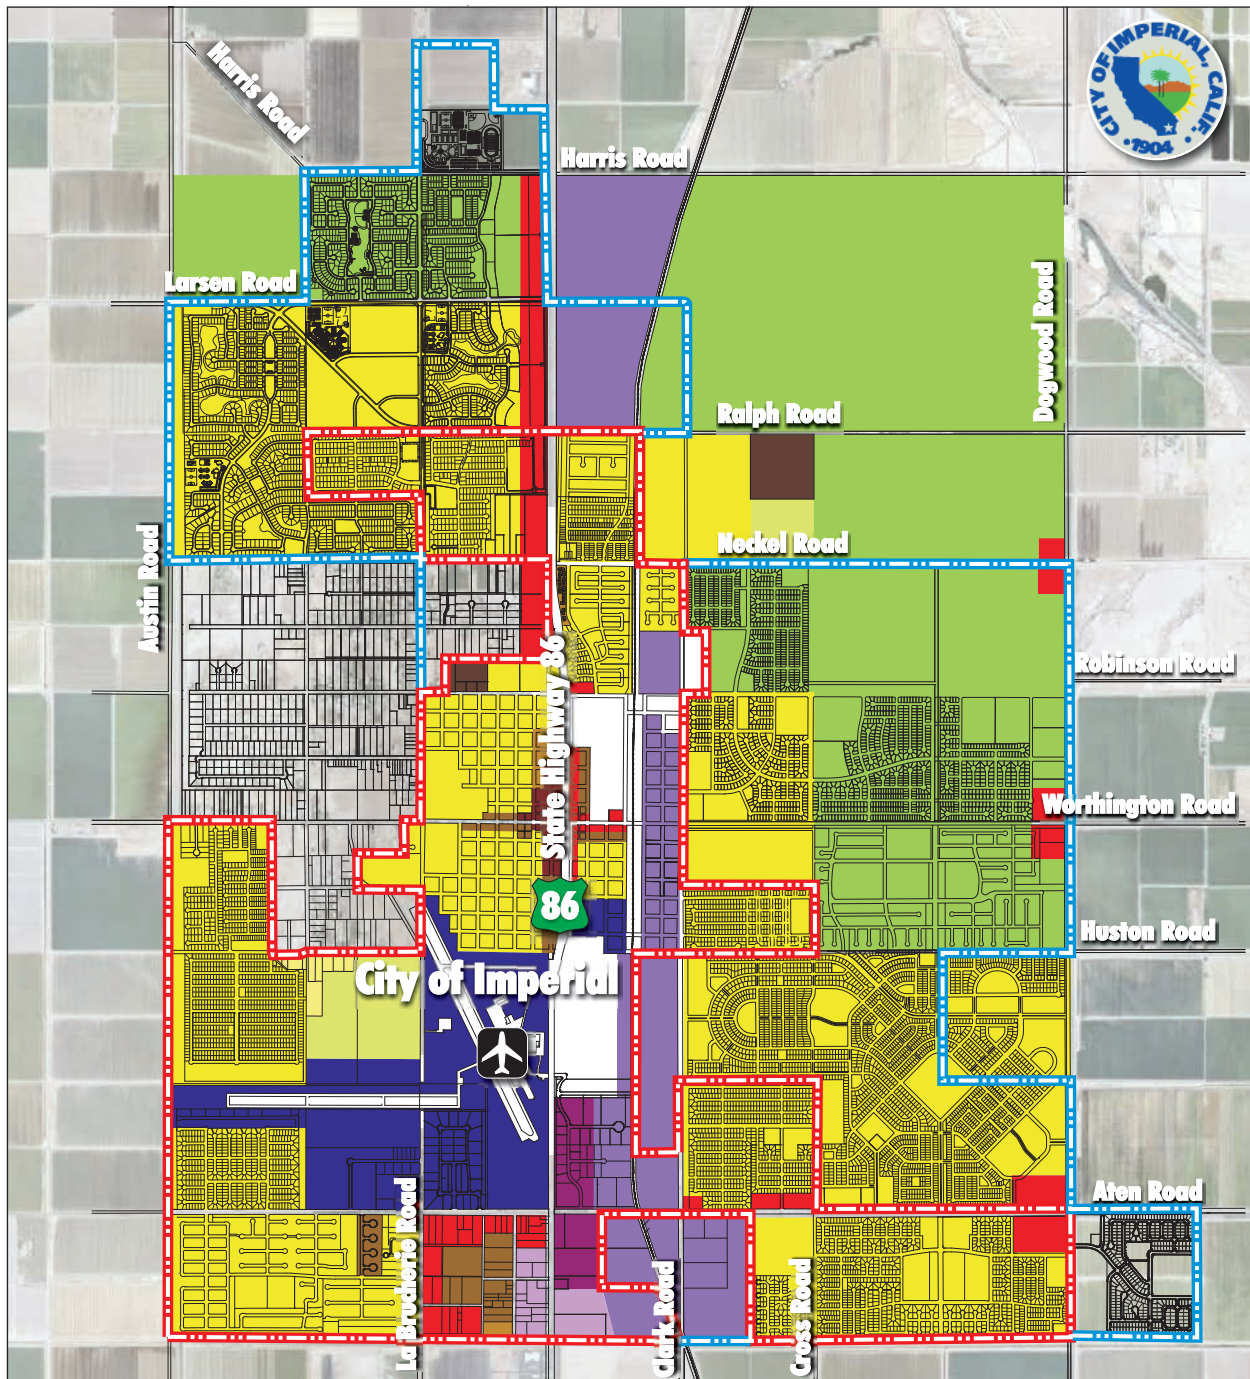 CITY OF IMPERIAL, CALIF.
• 1904 •
Harris Road
Harris Road
Larsen Road
Dogwood Road
Ralph Road
Neckel Road
Austin Road
State Highway 86
Robinson Road
Worthington Road
86
Huston Road
City of Imperial
Aten Road
La Brucherie Road
Clark Road
Cross Road